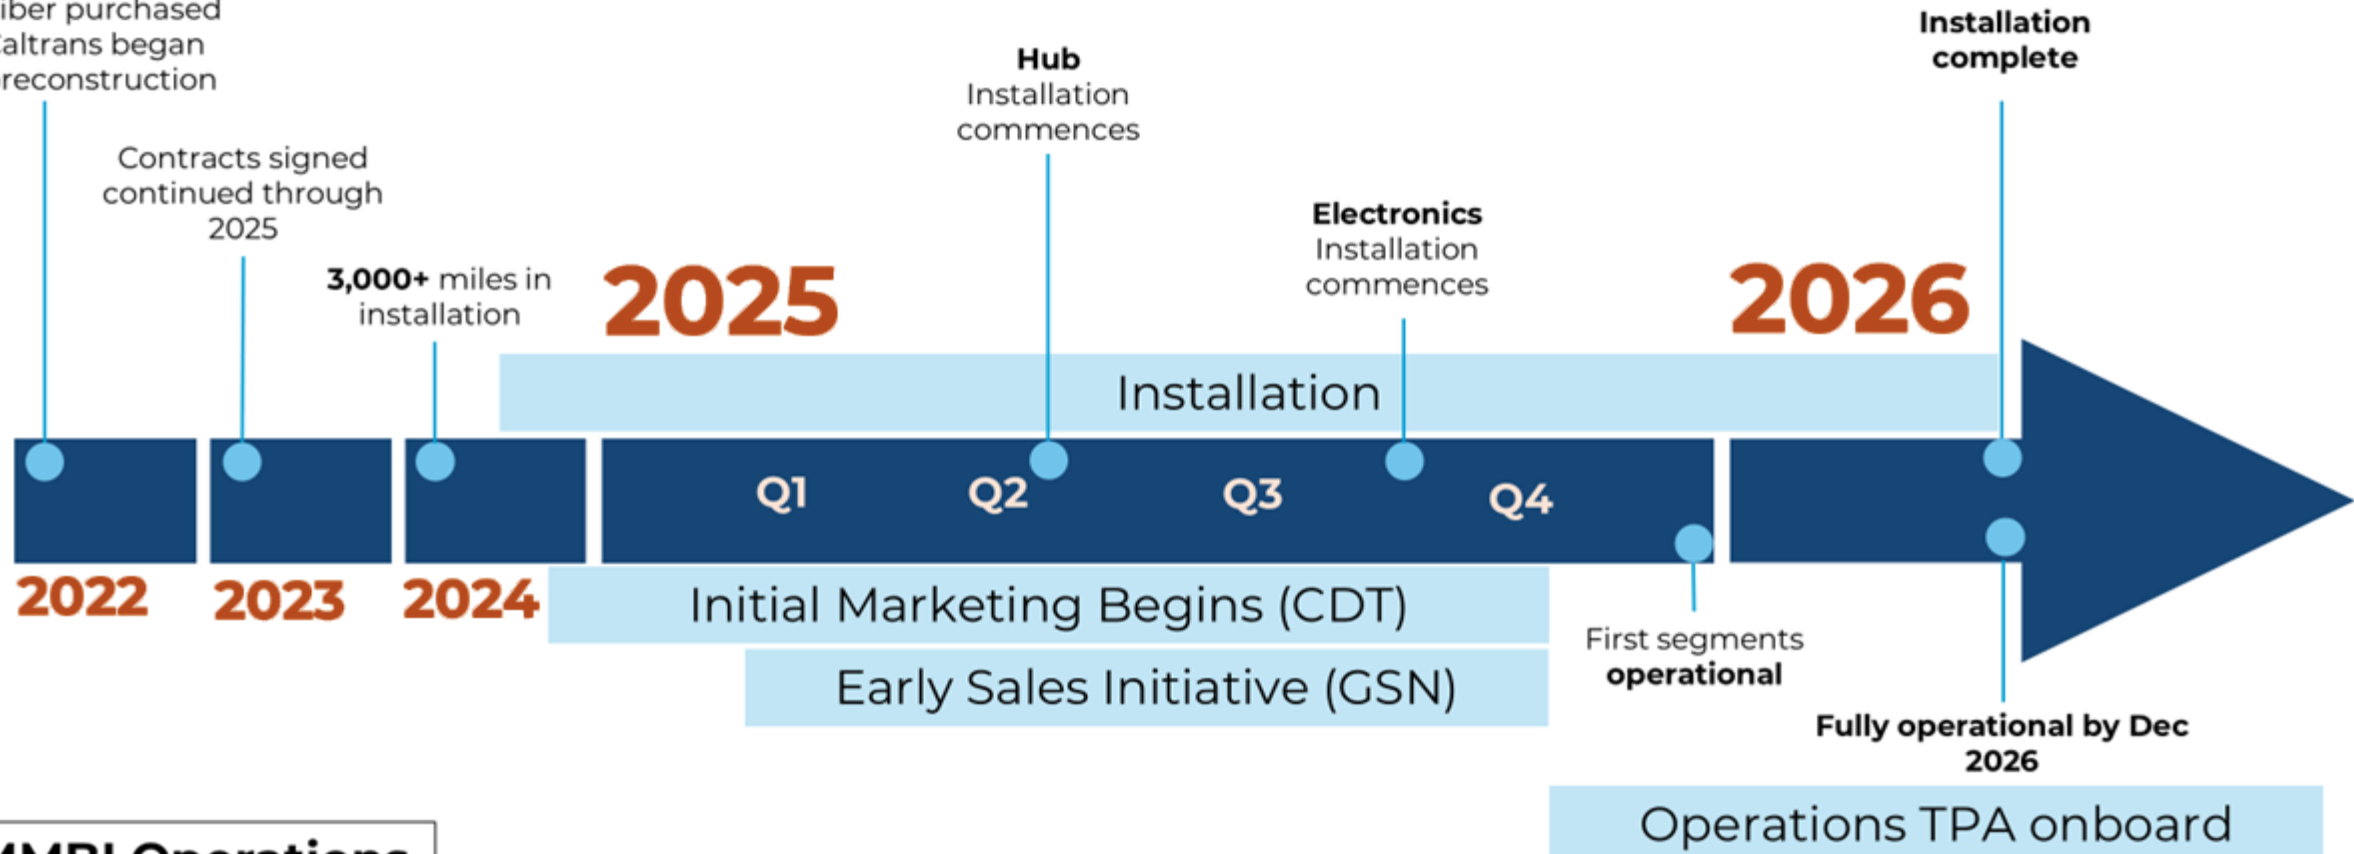 iber purchased
altrans began
reconstruction
Contracts signed
continued through
2025
3,000+ miles in
installation
Hub
Installation
commences
Electronics
Installation
commences
Installation
complete
2025
2026
Installation
Q1
Q2
Q3
Q4
2022
2023
2024
Initial Marketing Begins (CDT)
Early Sales Initiative (GSN)
First segments
operational
Fully operational by Dec
2026
Operations TPA onboard
MMBI Operations